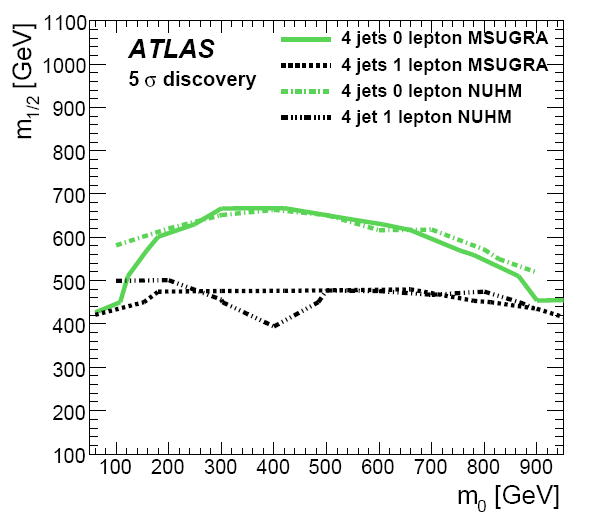 ATLAS
5 σ discovery
4 jets 0 lepton MSUGRA
4 jets 1 lepton MSUGRA
4 jets 0 lepton NUHM
4 jet 1 lepton NUHM
m1/2 [GeV]
1100
1000
900
800
700
600
500
400
300
200
100
100 200 300 400 500 600 700 800 900
m0 [GeV]